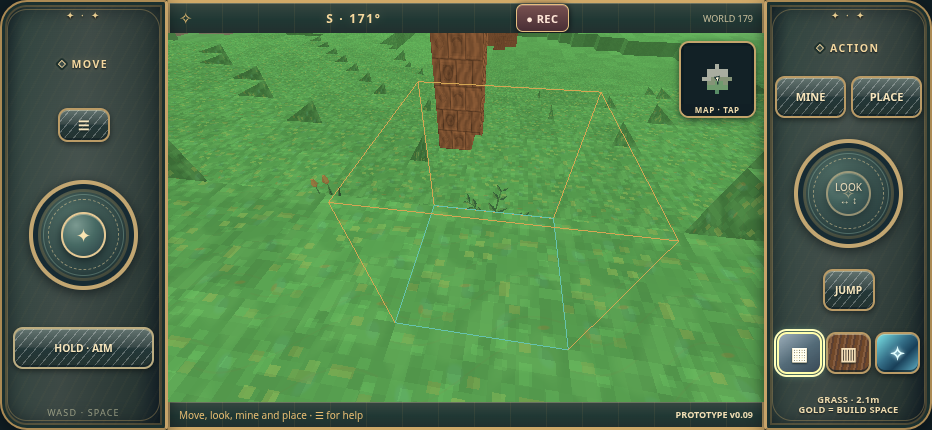 MOVE
☰
HOLD · AIM
WASD · SPACE
S · 171°
● REC
WORLD 179
MAP · TAP
Move, look, mine and place · ☰ for help
PROTOTYPE v0.09
ACTION
MINE
PLACE
LOOK
↔ ↕
JUMP
GRASS · 2.1m
GOLD = BUILD SPACE